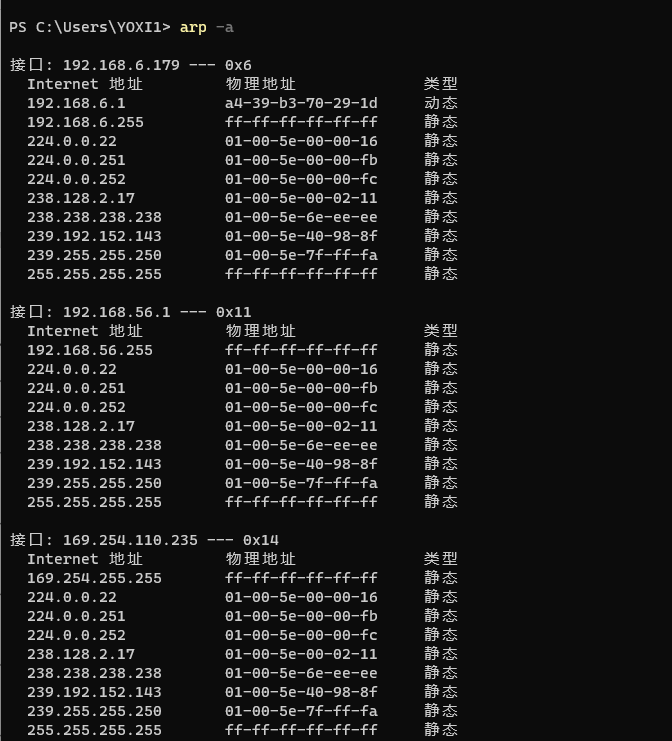 PS C:\Users\YOXI1> arp -a
接口: 192.168.6.179 --- 0x6
Internet 地址 物理地址 类型
192.168.6.1 a4-39-b3-70-29-1d 动态
192.168.6.255 ff-ff-ff-ff-ff-ff 静态
224.0.0.22 01-00-5e-00-00-16 静态
224.0.0.251 01-00-5e-00-00-fb 静态
224.0.0.252 01-00-5e-00-00-fc 静态
238.128.2.17 01-00-5e-00-02-11 静态
238.238.238.238 01-00-5e-6e-ee-ee 静态
239.192.152.143 01-00-5e-40-98-8f 静态
239.255.255.250 01-00-5e-7f-ff-fa 静态
255.255.255.255 ff-ff-ff-ff-ff-ff 静态
接口: 192.168.56.1 --- 0x11
Internet 地址 物理地址 类型
192.168.56.255 ff-ff-ff-ff-ff-ff 静态
224.0.0.22 01-00-5e-00-00-16 静态
224.0.0.251 01-00-5e-00-00-fb 静态
224.0.0.252 01-00-5e-00-00-fc 静态
238.128.2.17 01-00-5e-00-02-11 静态
238.238.238.238 01-00-5e-6e-ee-ee 静态
239.192.152.143 01-00-5e-40-98-8f 静态
239.255.255.250 01-00-5e-7f-ff-fa 静态
255.255.255.255 ff-ff-ff-ff-ff-ff 静态
接口: 169.254.110.235 --- 0x14
Internet 地址 物理地址 类型
169.254.255.255 ff-ff-ff-ff-ff-ff 静态
224.0.0.22 01-00-5e-00-00-16 静态
224.0.0.251 01-00-5e-00-00-fb 静态
224.0.0.252 01-00-5e-00-00-fc 静态
238.128.2.17 01-00-5e-00-02-11 静态
238.238.238.238 01-00-5e-6e-ee-ee 静态
239.192.152.143 01-00-5e-40-98-8f 静态
239.255.255.250 01-00-5e-7f-ff-fa 静态
255.255.255.255 ff-ff-ff-ff-ff-ff 静态